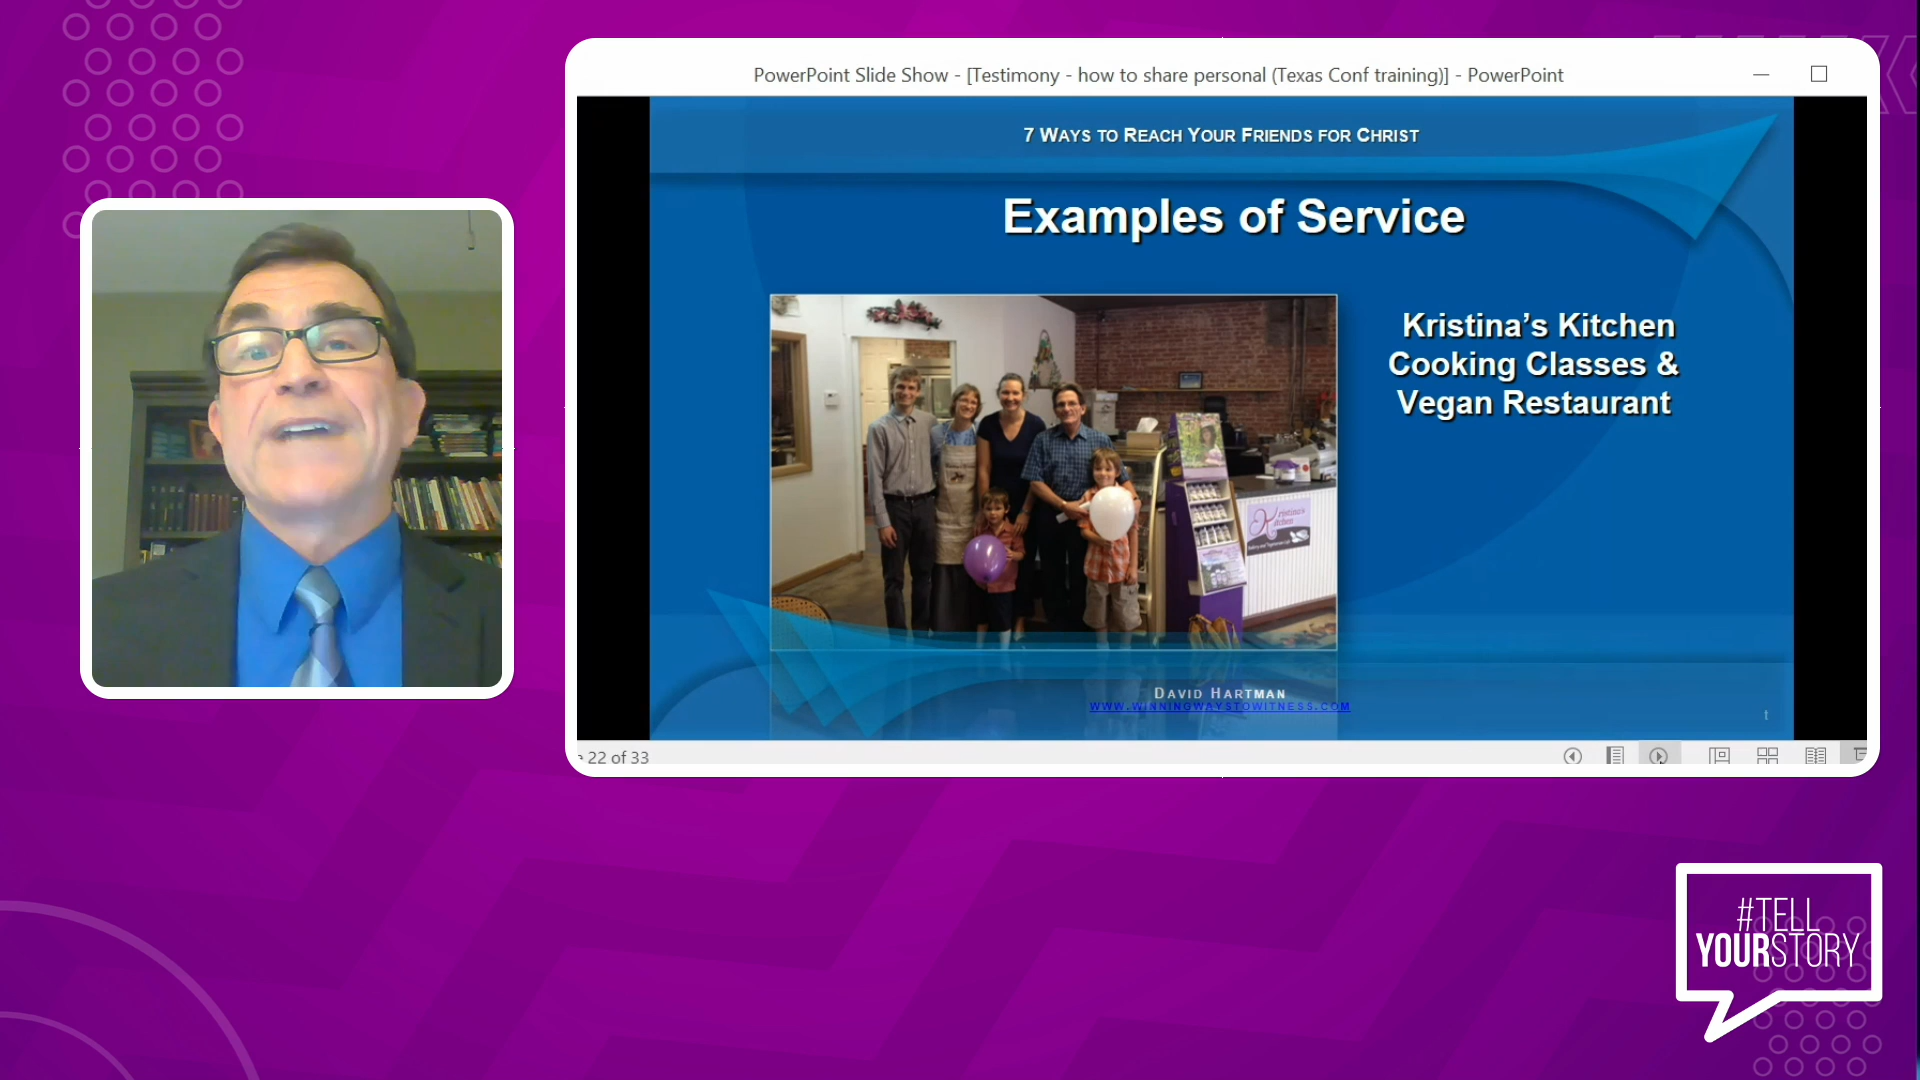 PowerPoint Slide Show - [Testimony - how to share personal (Texas Conf training)] - PowerPoint
7 WAYS TO REACH YOUR FRIENDS FOR CHRIST
Examples of Service
Kristina's Kitchen
Cooking Classes &
Vegan Restaurant
Kristina's
Kitchen
DAVID HARTMAN
WWW.WINNINGWAYSTOWITNESS.COM
t
22 of 33
#TELL
YOURSTORY